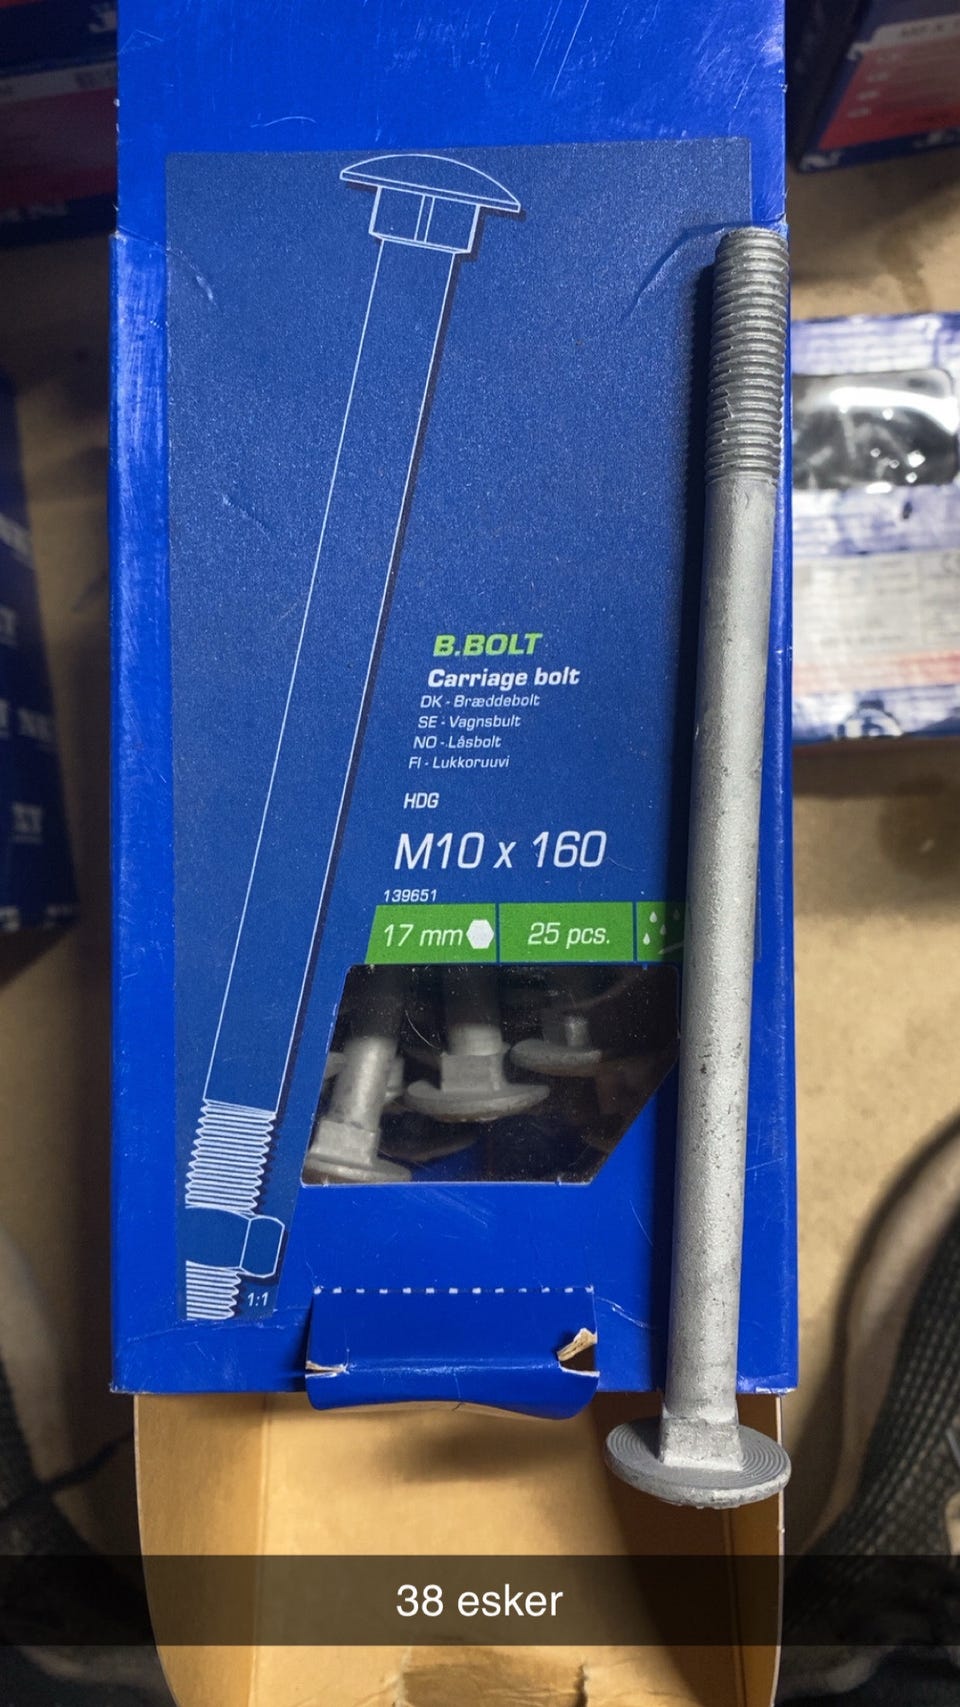 B.BOLT
Carriage bolt
DK - Bræddebolt
SE - Vagnsbult
NO - Låsbolt
FI - Lukkoruuvi
HDG
M10 x 160
139651
17 mm 25 pcs.
1:1
38 esker